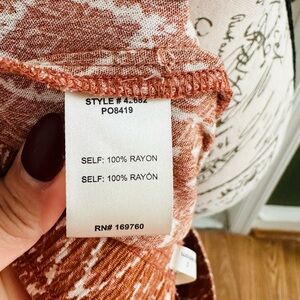 STYLE # 42682
PO8419
SELF: 100% RAYON
SELF: 100% RAYÓN
RN# 169760